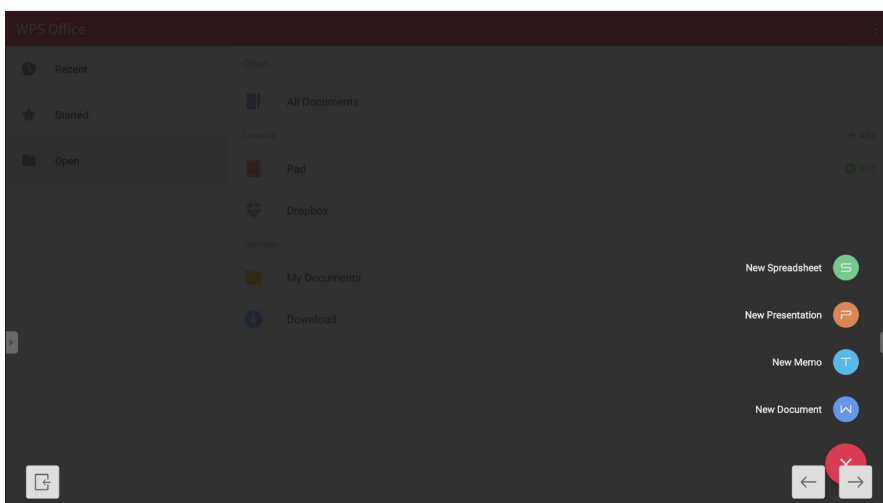 WPS Office
Recent
Starred
Open
Open
All Documents
Location
+ Add
Pad
Dropbox
Common
My Documents
Download
New Spreadsheet
New Presentation
New Memo
New Document